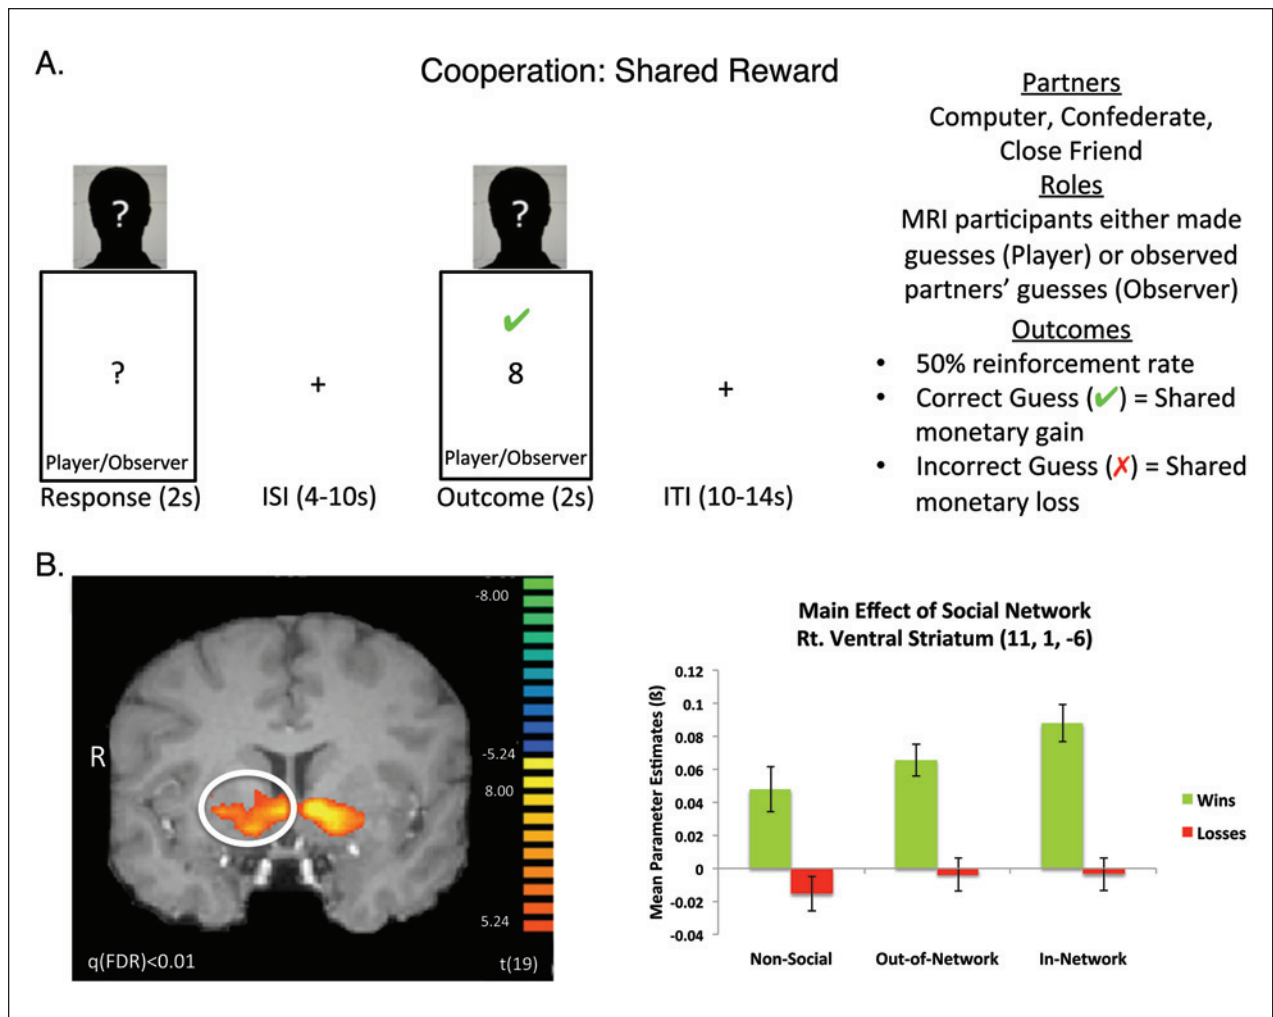 A.
Cooperation: Shared Reward
?
?
Player/Observer
Response (2s)
+
ISI (4-10s)
?
✔
8
Player/Observer
Outcome (2s)
+
ITI (10-14s)
Partners
Computer, Confederate,
Close Friend
Roles
MRI participants either made
guesses (Player) or observed
partners’ guesses (Observer)
Outcomes
• 50% reinforcement rate
• Correct Guess (✔) = Shared
monetary gain
• Incorrect Guess (✗) = Shared
monetary loss
B.
R
-8.00
-5.24
8.00
5.24
q(FDR)<0.01
t(19)
Main Effect of Social Network
Rt. Ventral Striatum (11, 1, -6)
Mean Parameter Estimates (ß)
0.12
0.1
0.08
0.06
0.04
0.02
0
-0.02
-0.04
Non-Social
Out-of-Network
In-Network
Wins
Losses